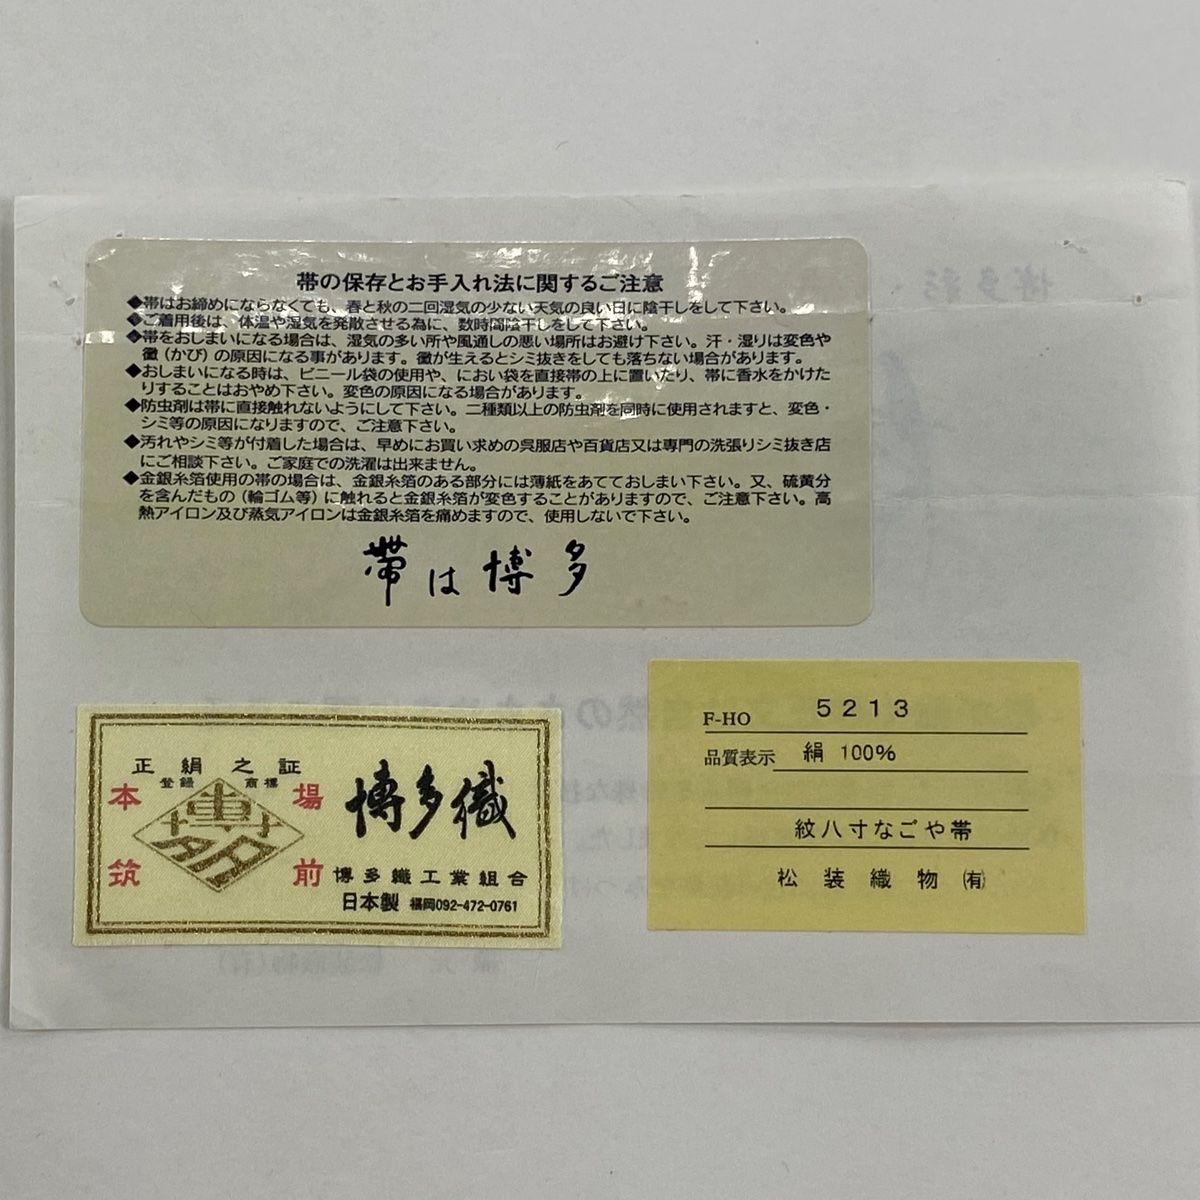 帯の保存とお手入れ法に関するご注意
◆帯はお締めにならなくても、春と秋の二回湿気の少ない天気の良い日に陰干しをして下さい。
◆ご着用後は、体温や湿気を発散させる為に、数時間陰干しをして下さい。
◆帯をおしまいになる場合は、湿気の多い所や風通しの悪い場所はお避け下さい。汗・湿りは変色や
黴（かび）の原因になる事があります。黴が生えるとシミ抜きをしても落ちない場合があります。
◆おしまいになる時は、ビニール袋の使用や、におい袋を直接帯の上に置いたり、帯に香水をかけた
りすることはおやめ下さい。変色の原因になる場合があります。
◆防虫剤は帯に直接触れないようにして下さい。二種類以上の防虫剤を同時に使用されますと、変色・
シミ等の原因になりますので、ご注意下さい。
◆汚れやシミ等が付着した場合は、早めにお買い求めの呉服店や百貨店又は専門の洗張りシミ抜き店
にご相談下さい。ご家庭での洗濯は出来ません。
◆金銀糸箔使用の帯の場合は、金銀糸箔のある部分には薄紙をあてておしまい下さい。又、硫黄分
を含んだもの（輪ゴム等）に触れると金銀糸箔が変色することがありますので、ご注意下さい。高
熱アイロン及び蒸気アイロンは金銀糸箔を痛めますので、使用しないで下さい。
帯は博多
正絹之証
登録 商標
本場
筑前
博多
博多織
博多織工業組合
日本製 福岡092-472-0761
F-HO 5213
品質表示 絹 100%
紋八寸なごや帯
松装織物㈲